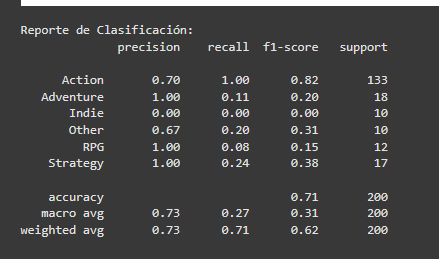 Reporte de Clasificación:
precision recall f1-score support
Action 0.70 1.00 0.82 133
Adventure 1.00 0.11 0.20 18
Indie 0.00 0.00 0.00 10
Other 0.67 0.20 0.31 10
RPG 1.00 0.08 0.15 12
Strategy 1.00 0.24 0.38 17
accuracy 0.71 200
macro avg 0.73 0.27 0.31 200
weighted avg 0.73 0.71 0.62 200